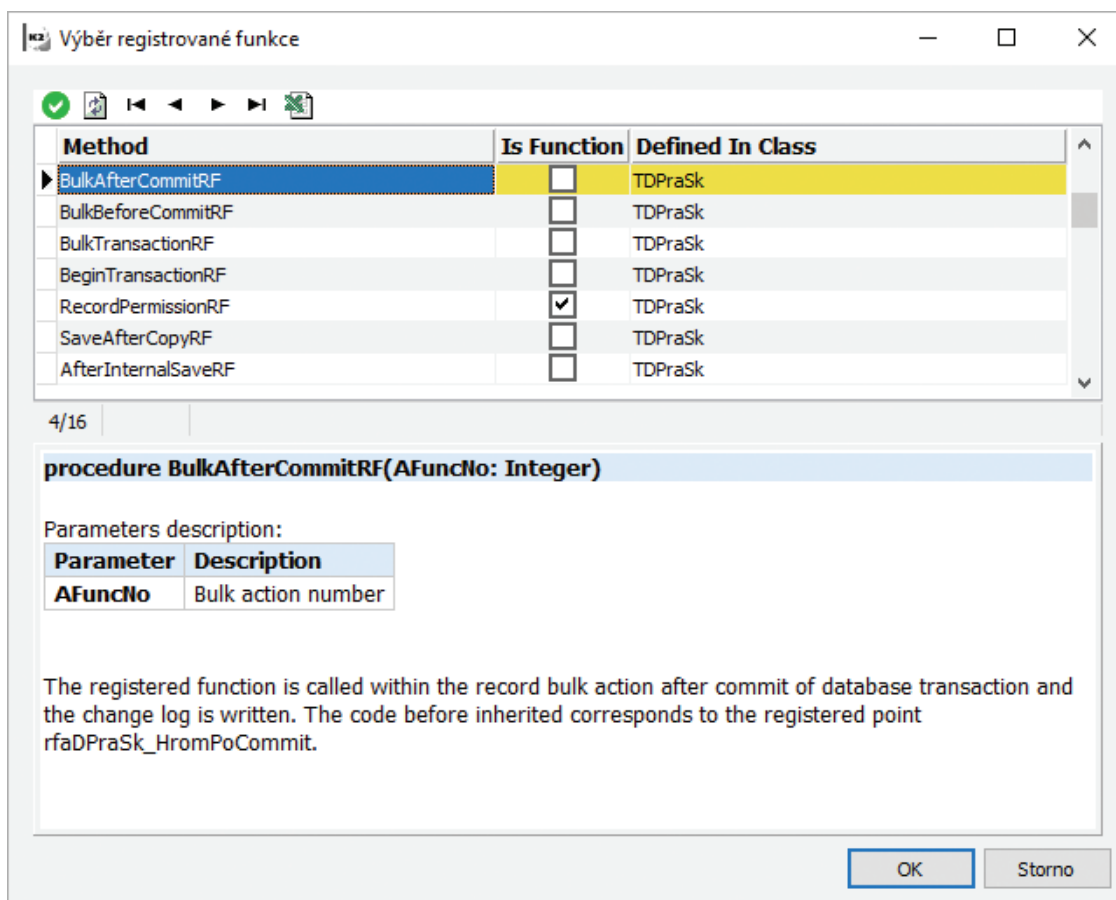 K2 Výběr registrované funkce
Method Is Function Defined In Class
BulkAfterCommitRF TDPraSk
BulkBeforeCommitRF TDPraSk
BulkTransactionRF TDPraSk
BeginTransactionRF TDPraSk
RecordPermissionRF TDPraSk
SaveAfterCopyRF TDPraSk
AfterInternalSaveRF TDPraSk
4/16
procedure BulkAfterCommitRF(AFuncNo: Integer)
Parameters description:
Parameter Description
AFuncNo Bulk action number
The registered function is called within the record bulk action after commit of database transaction and
the change log is written. The code before inherited corresponds to the registered point
rfaDPraSk_HromPoCommit.
OK Storno